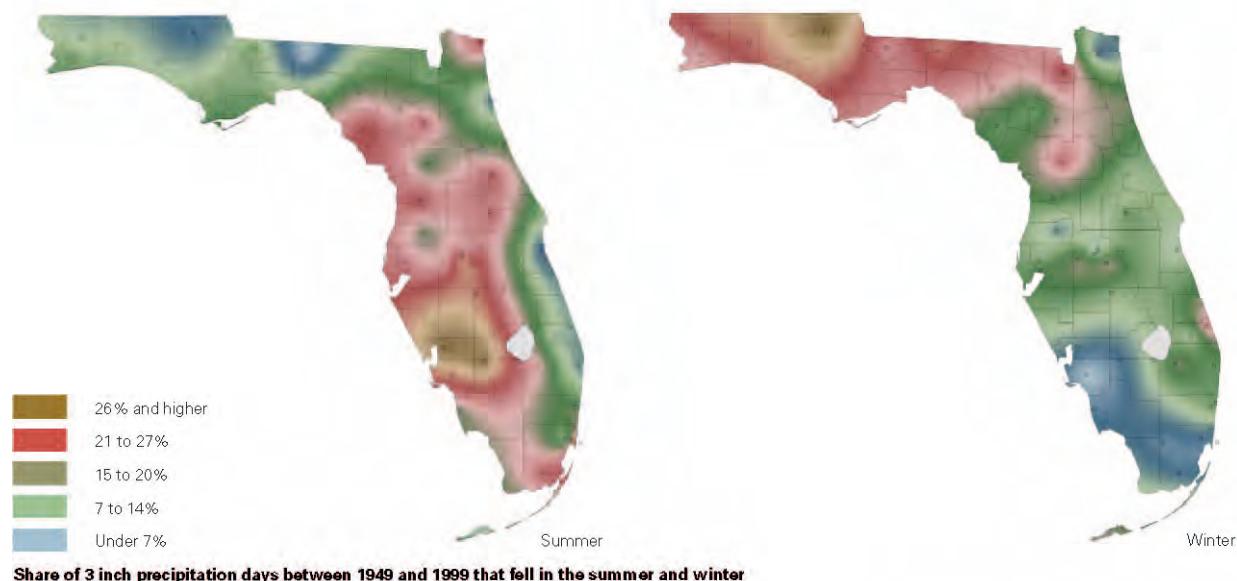 26% and higher
21 to 27%
15 to 20%
7 to 14%
Under 7%
Summer
Winter
Share of 3 inch precipitation days between 1949 and 1999 that fell in the summer and winter